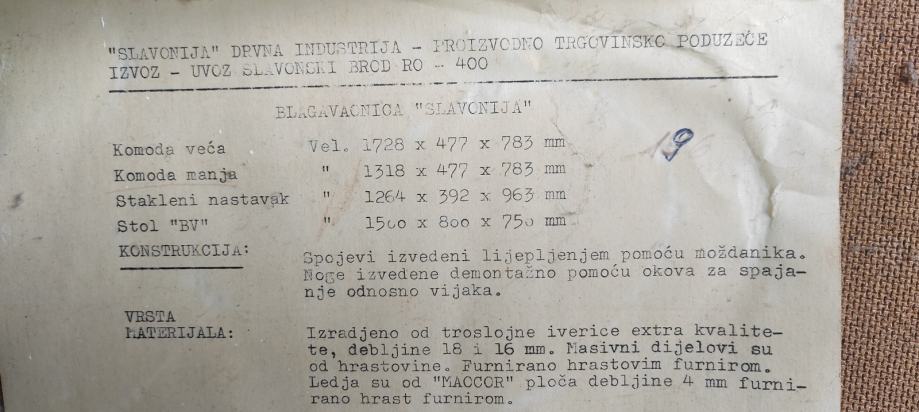 "SLAVONIJA" DRVNA INDUSTRIJA - PROIZVODNO TRGOVINSKO PODUZEĆE
IZVOZ - UVOZ SLAVONSKI BROD RO - 400
BLAGAVAONICA "SLAVONIJA"
Komoda veća Vel. 1728 x 477 x 783 mm
Komoda manja " 1318 x 477 x 783 mm
Stakleni nastavak " 1264 x 392 x 963 mm
Stol "BV" " 1500 x 800 x 750 mm
19
KONSTRUKCIJA: Spojevi izvedeni lijepljenjem pomoću moždanika.
Noge izvedene demontažno pomoću okova za spaja-
nje odnosno vijaka.
VRSTA
MATERIJALA: Izradjeno od troslojne iverice extra kvalite-
te, debljine 18 i 16 mm. Masivni dijelovi su
od hrastovine. Furnirano hrastovim furnirom.
Ledja su od "MACCOR" ploča debljine 4 mm furni-
rano hrast furnirom.